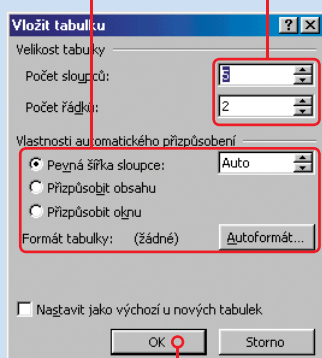 Vložit tabulku
Velikost tabulky
Počet sloupců: 5
Počet řádků: 2
Vlastnosti automatického přizpůsobení
Pevná šířka sloupce: Auto
Přizpůsobit obsahu
Přizpůsobit oknu
Formát tabulky: (žádné) Autoformát...
Nastavit jako výchozí u nových tabulek
OK Storno